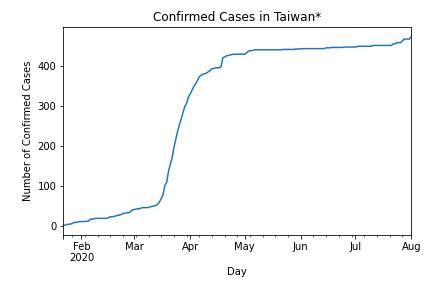 Confirmed Cases in Taiwan*
Number of Confirmed Cases
400
300
200
100
0
Feb Mar Apr May Jun Jul Aug
2020
Day